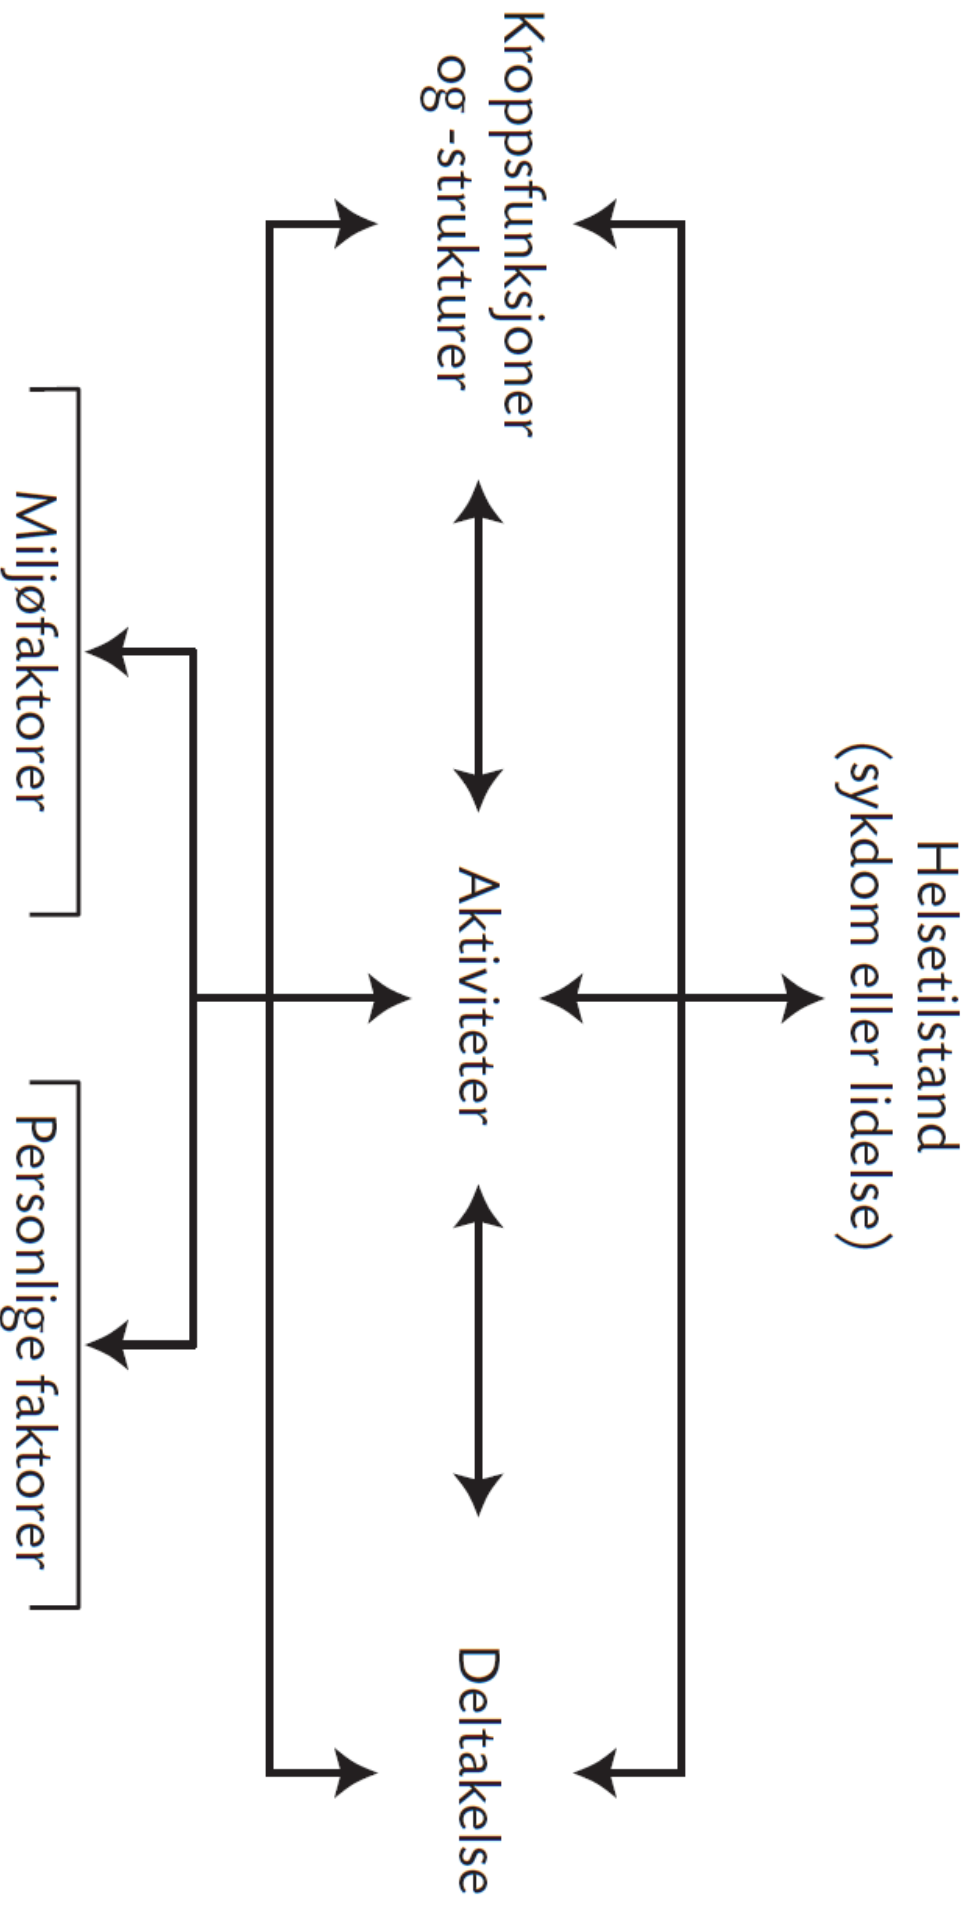 Helsetilstand
(sykdom eller lidelse)
Kroppsfunksjoner
og -strukturer
Aktiviteter
Deltakelse
Miljøfaktorer
Personlige faktorer